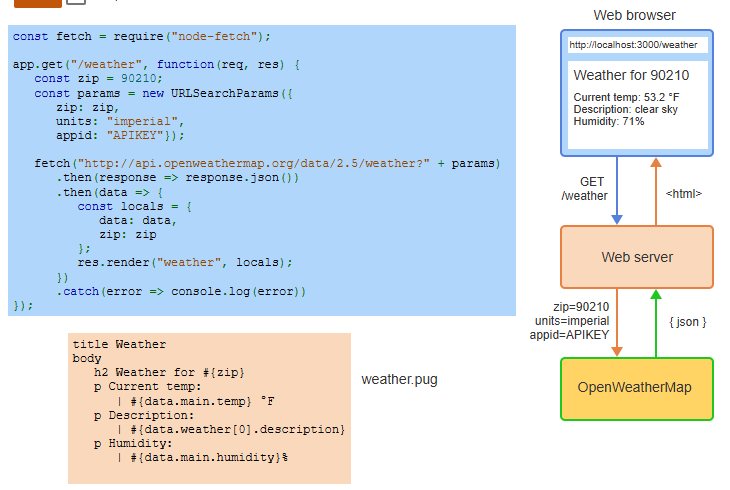 const fetch = require("node-fetch");
app.get("/weather", function(req, res) {
   const zip = 90210;
   const params = new URLSearchParams({
      zip: zip,
      units: "imperial",
      appid: "APIKEY"});
   fetch("http://api.openweathermap.org/data/2.5/weather?" + params)
      .then(response => response.json())
      .then(data => {
         const locals = {
            data: data,
            zip: zip
         };
         res.render("weather", locals);
      })
      .catch(error => console.log(error))
});
title Weather
body
   h2 Weather for #{zip}
   p Current temp:
      | #{data.main.temp} °F
   p Description:
      | #{data.weather[0].description}
   p Humidity:
      | #{data.main.humidity}%
weather.pug
Web browser
http://localhost:3000/weather
Weather for 90210
Current temp: 53.2 °F
Description: clear sky
Humidity: 71%
GET
/weather
<html>
Web server
zip=90210
units=imperial
appid=APIKEY
{ json }
OpenWeatherMap